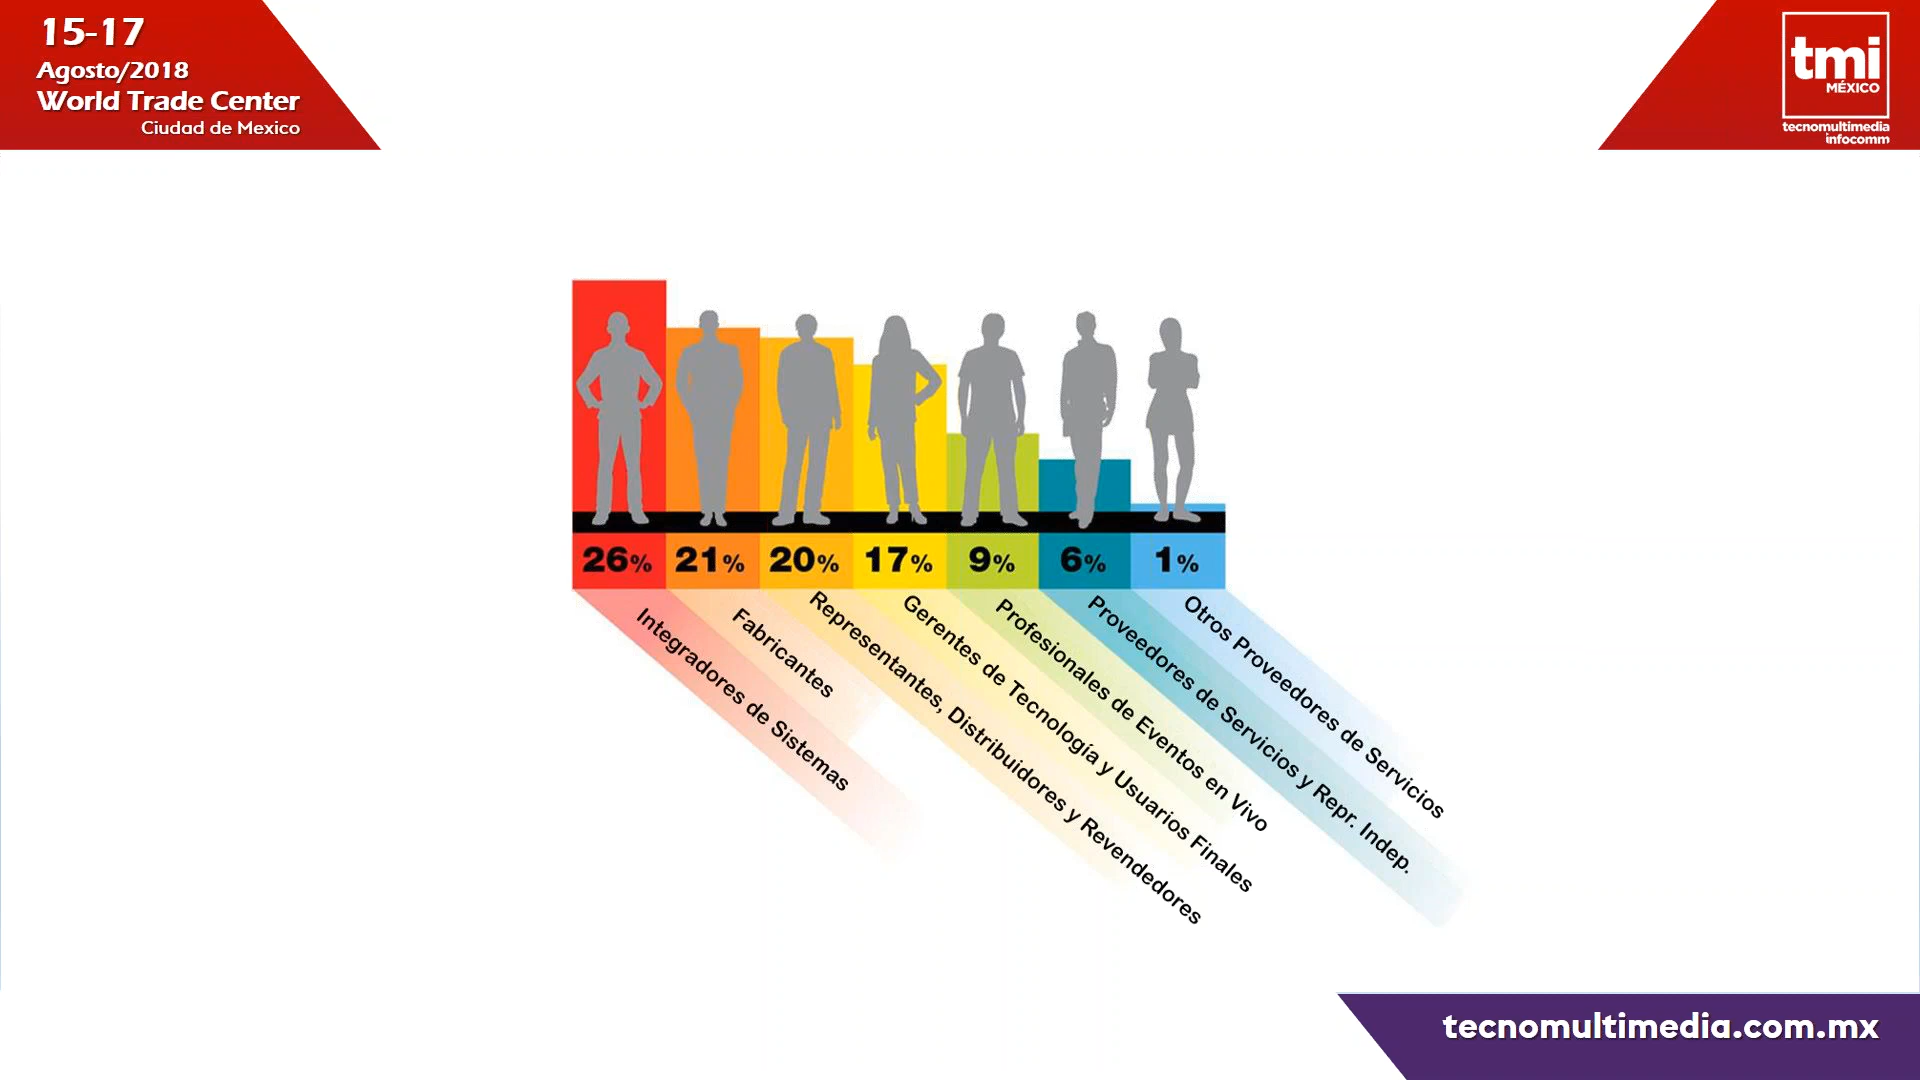 15-17
Agosto/2018
World Trade Center
Ciudad de Mexico
tmi
MÉXICO
tecnomultimedia
infocomm
26% 21% 20% 17% 9% 6% 1%
Integradores de Sistemas
Fabricantes
Representantes, Distribuidores y Revendedores
Gerentes de Tecnología y Usuarios Finales
Profesionales de Eventos en Vivo
Proveedores de Servicios y Repr. Indep.
Otros Proveedores de Servicios
tecnomultimedia.com.mx